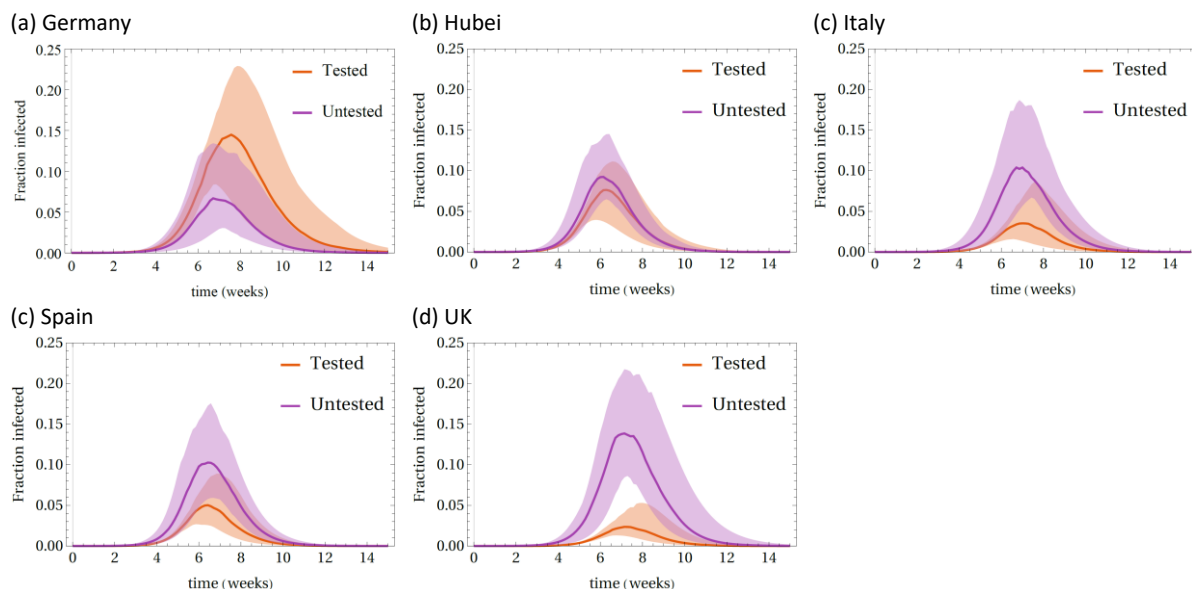 (a) Germany
0.25
0.20
0.15
0.10
0.05
0.00
Fraction infected
Tested
Untested
0 2 4 6 8 10 12 14
time (weeks)
(b) Hubei
0.25
0.20
0.15
0.10
0.05
0.00
Fraction infected
Tested
Untested
0 2 4 6 8 10 12 14
time (weeks)
(c) Italy
0.25
0.20
0.15
0.10
0.05
0.00
Fraction infected
Tested
Untested
0 2 4 6 8 10 12 14
time (weeks)
(c) Spain
0.25
0.20
0.15
0.10
0.05
0.00
Fraction infected
Tested
Untested
0 2 4 6 8 10 12 14
time (weeks)
(d) UK
0.25
0.20
0.15
0.10
0.05
0.00
Fraction infected
Tested
Untested
0 2 4 6 8 10 12 14
time (weeks)